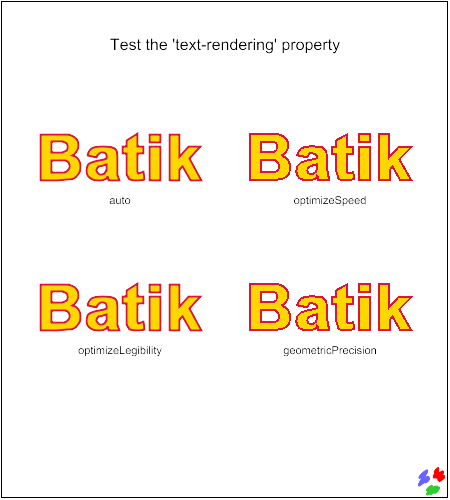 Test the 'text-rendering' property
Batik Batik
auto optimizeSpeed
Batik Batik
optimizeLegibility geometricPrecision